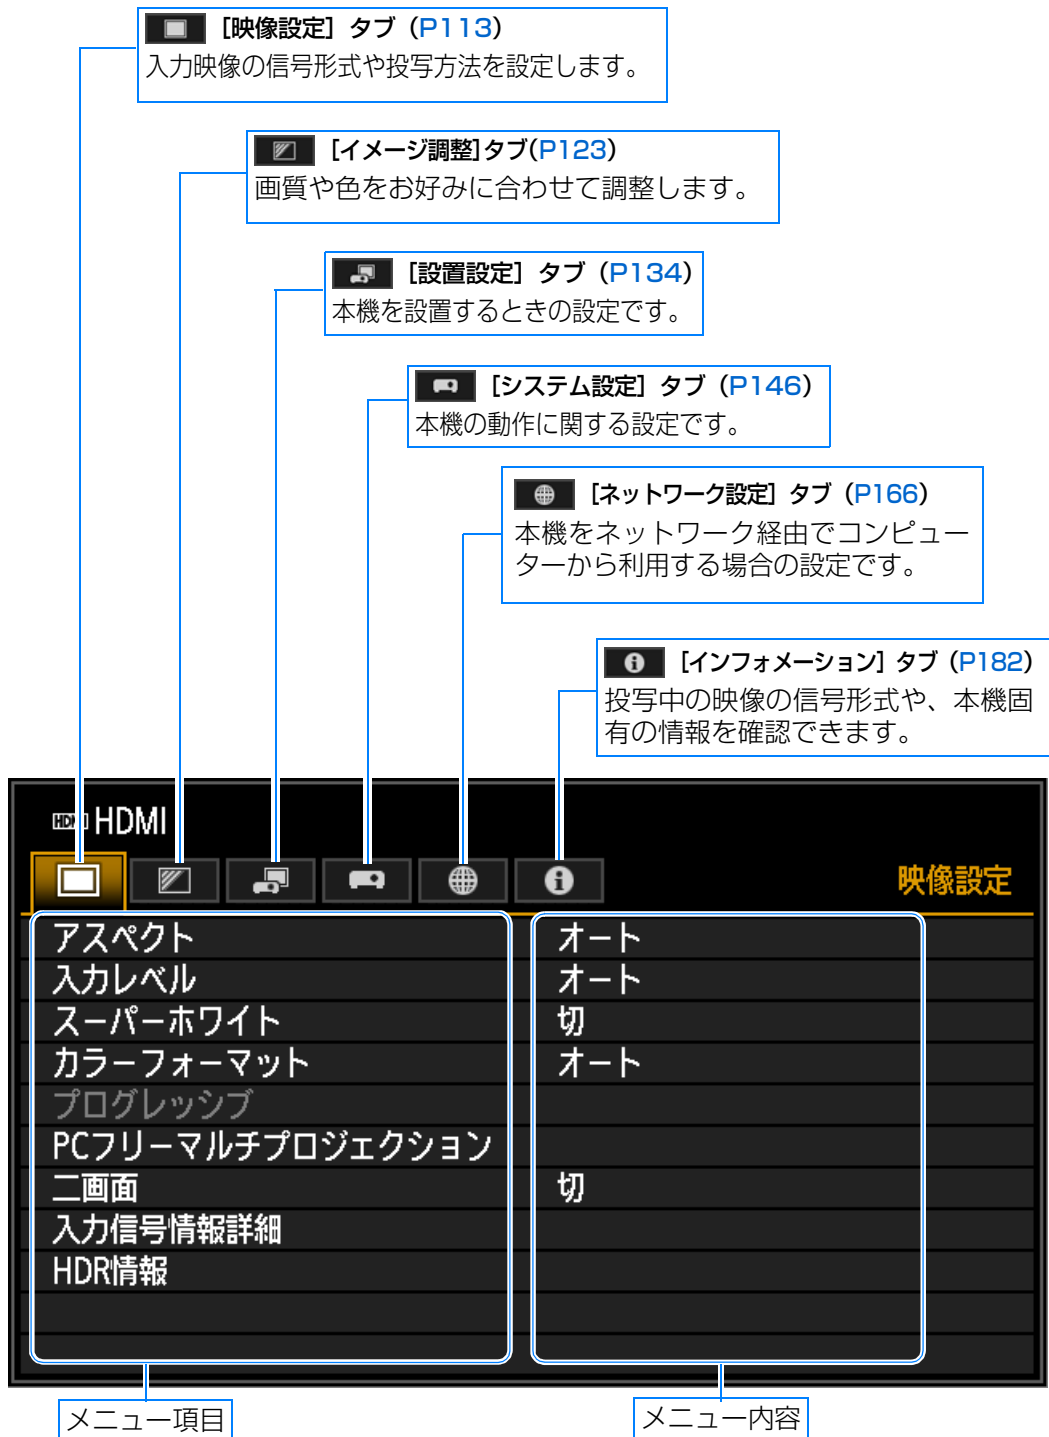 ［映像設定］タブ（P113）
入力映像の信号形式や投写方法を設定します。
［イメージ調整］タブ（P123）
画質や色をお好みに合わせて調整します。
［設置設定］タブ（P134）
本機を設置するときの設定です。
［システム設定］タブ（P146）
本機の動作に関する設定です。
［ネットワーク設定］タブ（P166）
本機をネットワーク経由でコンピュー
ターから利用する場合の設定です。
［インフォメーション］タブ（P182）
投写中の映像の信号形式や、本機固
有の情報を確認できます。
HDMI HDMI
映像設定
アスペクト オート
入力レベル オート
スーパーホワイト 切
カラーフォーマット オート
プログレッシブ
PCフリーマルチプロジェクション
二画面 切
入力信号情報詳細
HDR情報
メニュー項目 メニュー内容